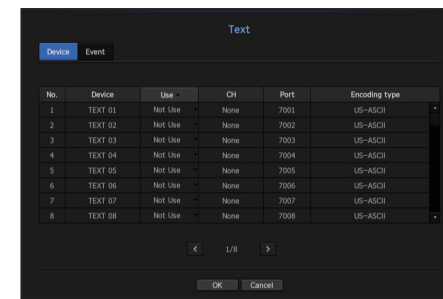 Text
Device Event
No. Device Use CH Port Encoding type
1 TEXT 01 Not Use None 7001 US-ASCII
2 TEXT 02 Not Use None 7002 US-ASCII
3 TEXT 03 Not Use None 7003 US-ASCII
4 TEXT 04 Not Use None 7004 US-ASCII
5 TEXT 05 Not Use None 7005 US-ASCII
6 TEXT 06 Not Use None 7006 US-ASCII
7 TEXT 07 Not Use None 7007 US-ASCII
8 TEXT 08 Not Use None 7008 US-ASCII
< 1/8 >
OK Cancel